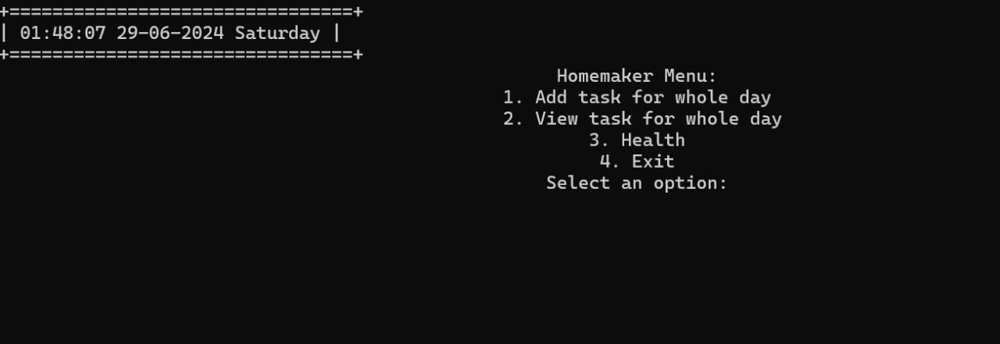 +================================+
| 01:48:07 29-06-2024 Saturday |
+================================+
Homemaker Menu:
1. Add task for whole day
2. View task for whole day
3. Health
4. Exit
Select an option: